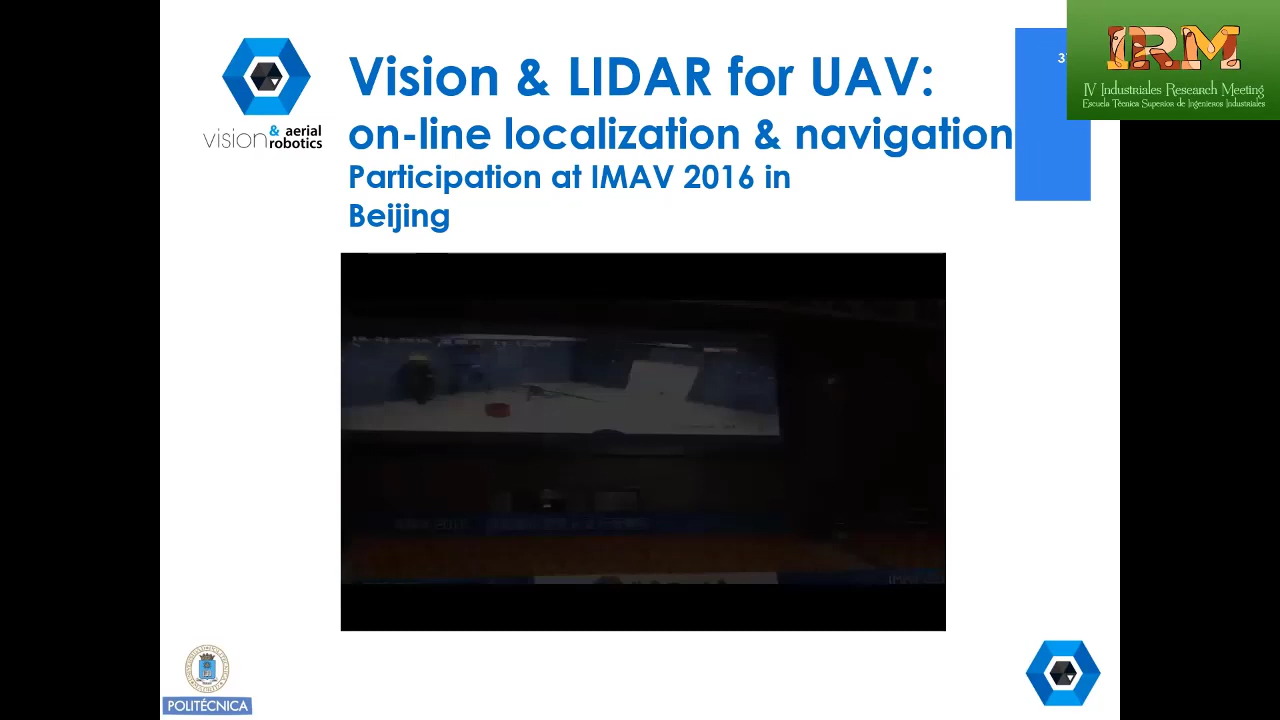 Vision & LIDAR for UAV:
on-line localization & navigation
Participation at IMAV 2016 in
Beijing
vision & aerial robotics
IRM
IV Industriales Research Meeting
Escuela Técnica Superior de Ingenieros Industriales
POLITÉCNICA